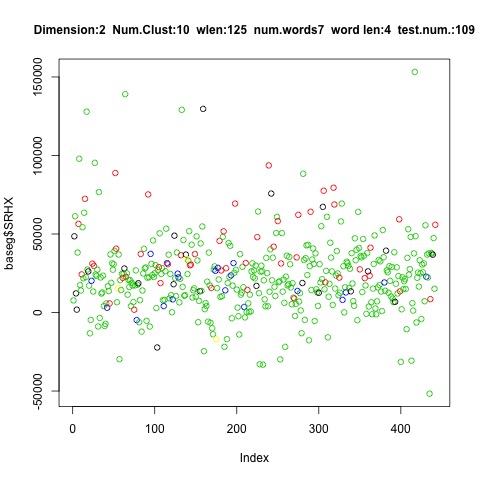 Dimension:2 Num.Clust:10 wlen:125 num.words7 word len:4 test.num.:109
150000
100000
50000
0
-50000
baseg$SRHX
0 100 200 300 400
Index